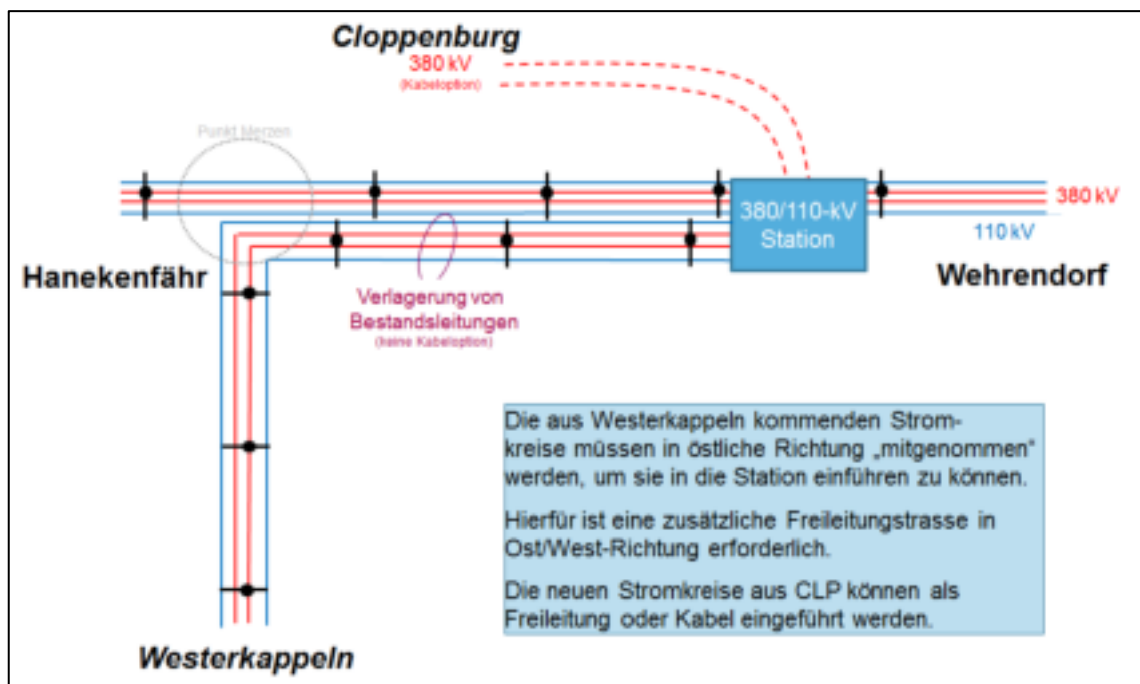 Cloppenburg
380 kV
(Kabeloption)
Punkt Merzen
380/110-kV
Station
380 kV
110 kV
Hanekenfähr
Wehrendorf
Verlagerung von
Bestandsleitungen
(keine Kabeloption)
Die aus Westerkappeln kommenden Strom-
kreise müssen in östliche Richtung „mitgenommen“
werden, um sie in die Station einführen zu können.
Hierfür ist eine zusätzliche Freileitungstrasse in
Ost/West-Richtung erforderlich.
Die neuen Stromkreise aus CLP können als
Freileitung oder Kabel eingeführt werden.
Westerkappeln